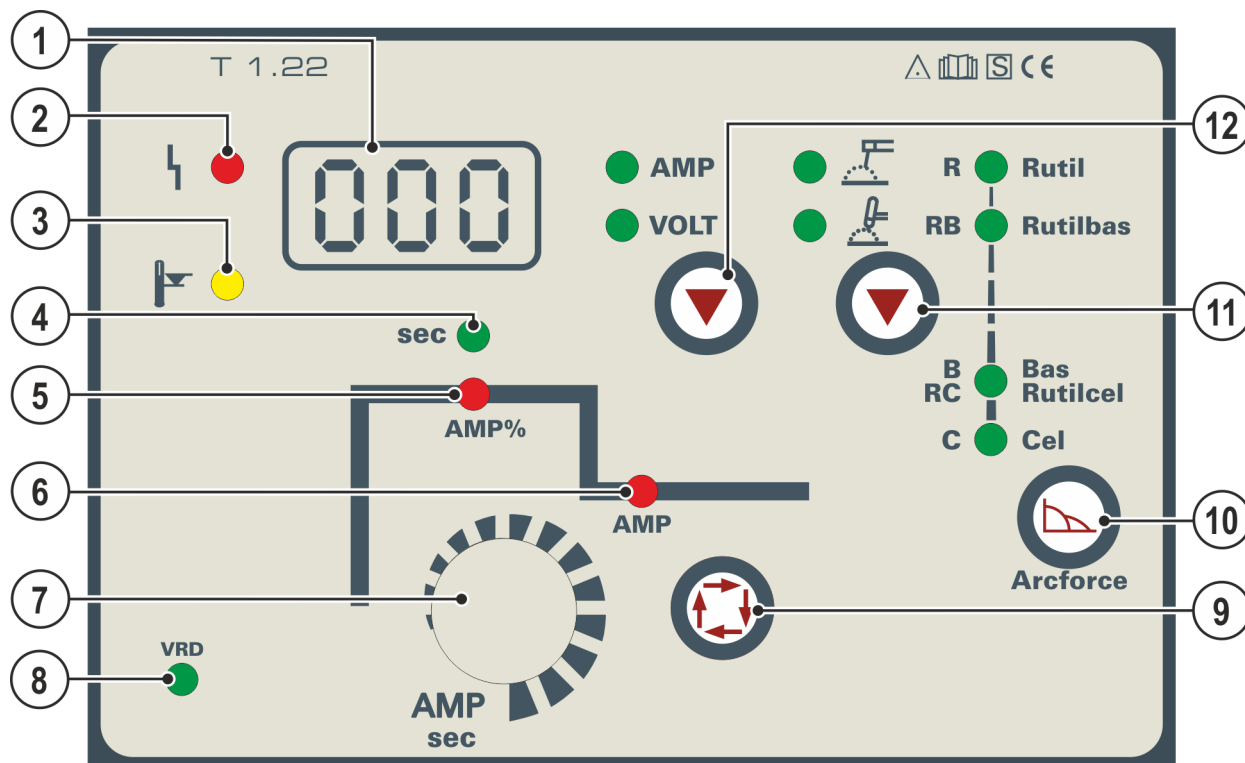 1
T 1.22
S CE
2
12
000
AMP
R Rutil
3
VOLT
RB Rutilbas
4
sec
11
5
AMP%
B Bas
RC Rutilcel
C Cel
6
AMP
10
Arcforce
7
9
VRD
8
AMP
sec